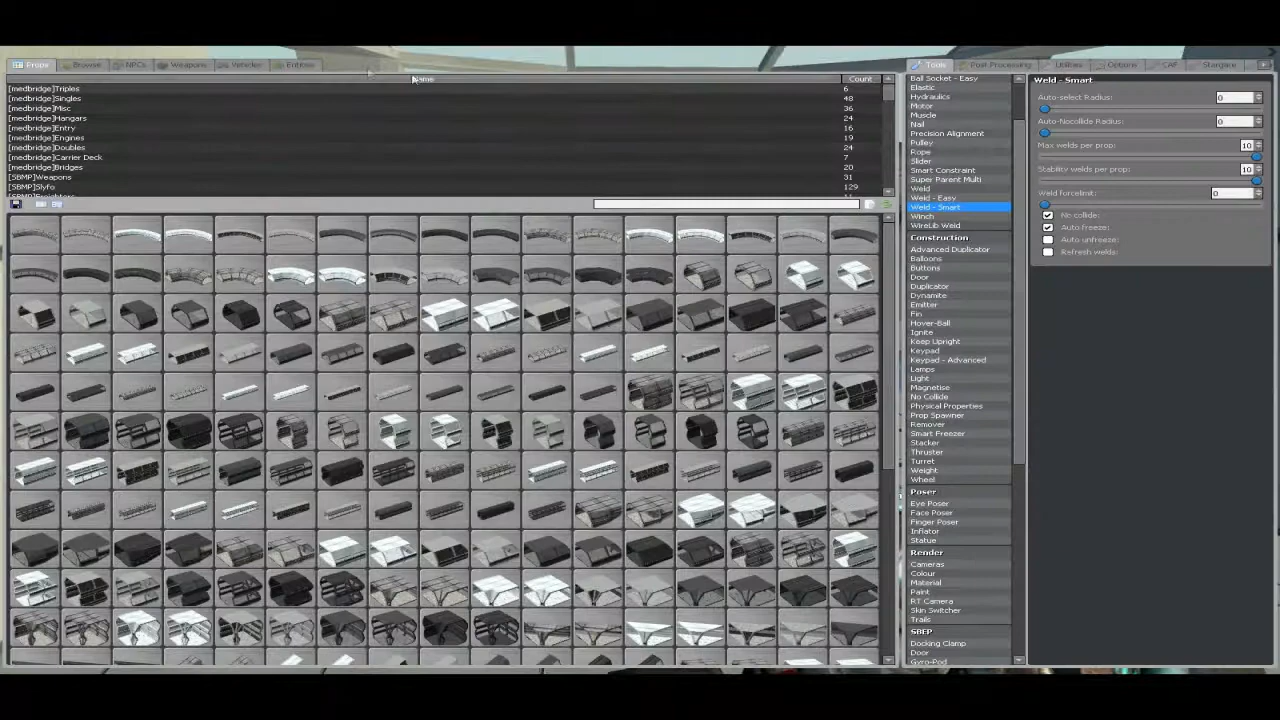 Props Browse NPCs Weapons Vehicles Entities
Name Count
[medbridge]Triples 6
[medbridge]Singles 48
[medbridge]Misc 36
[medbridge]Hangars 24
[medbridge]Entry 16
[medbridge]Engines 19
[medbridge]Doubles 24
[medbridge]Carrier Deck 7
[medbridge]Bridges 20
[SBMP]Weapons 31
[SBMP]Slyfo 129
Tools Post Processing Utilities Options CAF Stargate
Ball Socket - Easy
Elastic
Hydraulics
Motor
Muscle
Nail
Precision Alignment
Pulley
Rope
Slider
Smart Constraint
Super Parent Multi
Weld
Weld - Easy
Weld - Smart
Winch
WireLib Weld
Construction
Advanced Duplicator
Balloons
Buttons
Door
Duplicator
Dynamite
Emitter
Fin
Hover-Ball
Ignite
Keep Upright
Keypad
Keypad - Advanced
Lamps
Light
Magnetise
No Collide
Physical Properties
Prop Spawner
Remover
Smart Freezer
Stacker
Thruster
Turret
Weight
Wheel
Poser
Eye Poser
Face Poser
Finger Poser
Inflator
Statue
Render
Cameras
Colour
Material
Paint
RT Camera
Skin Switcher
Trails
SBEP
Docking Clamp
Door
Gyro-Pod
Weld - Smart
Auto-select Radius: 0
Auto-Nocollide Radius: 0
Max welds per prop: 10
Stability welds per prop: 10
Weld forcelimit: 0
No collide:
Auto freeze:
Auto unfreeze:
Refresh welds: